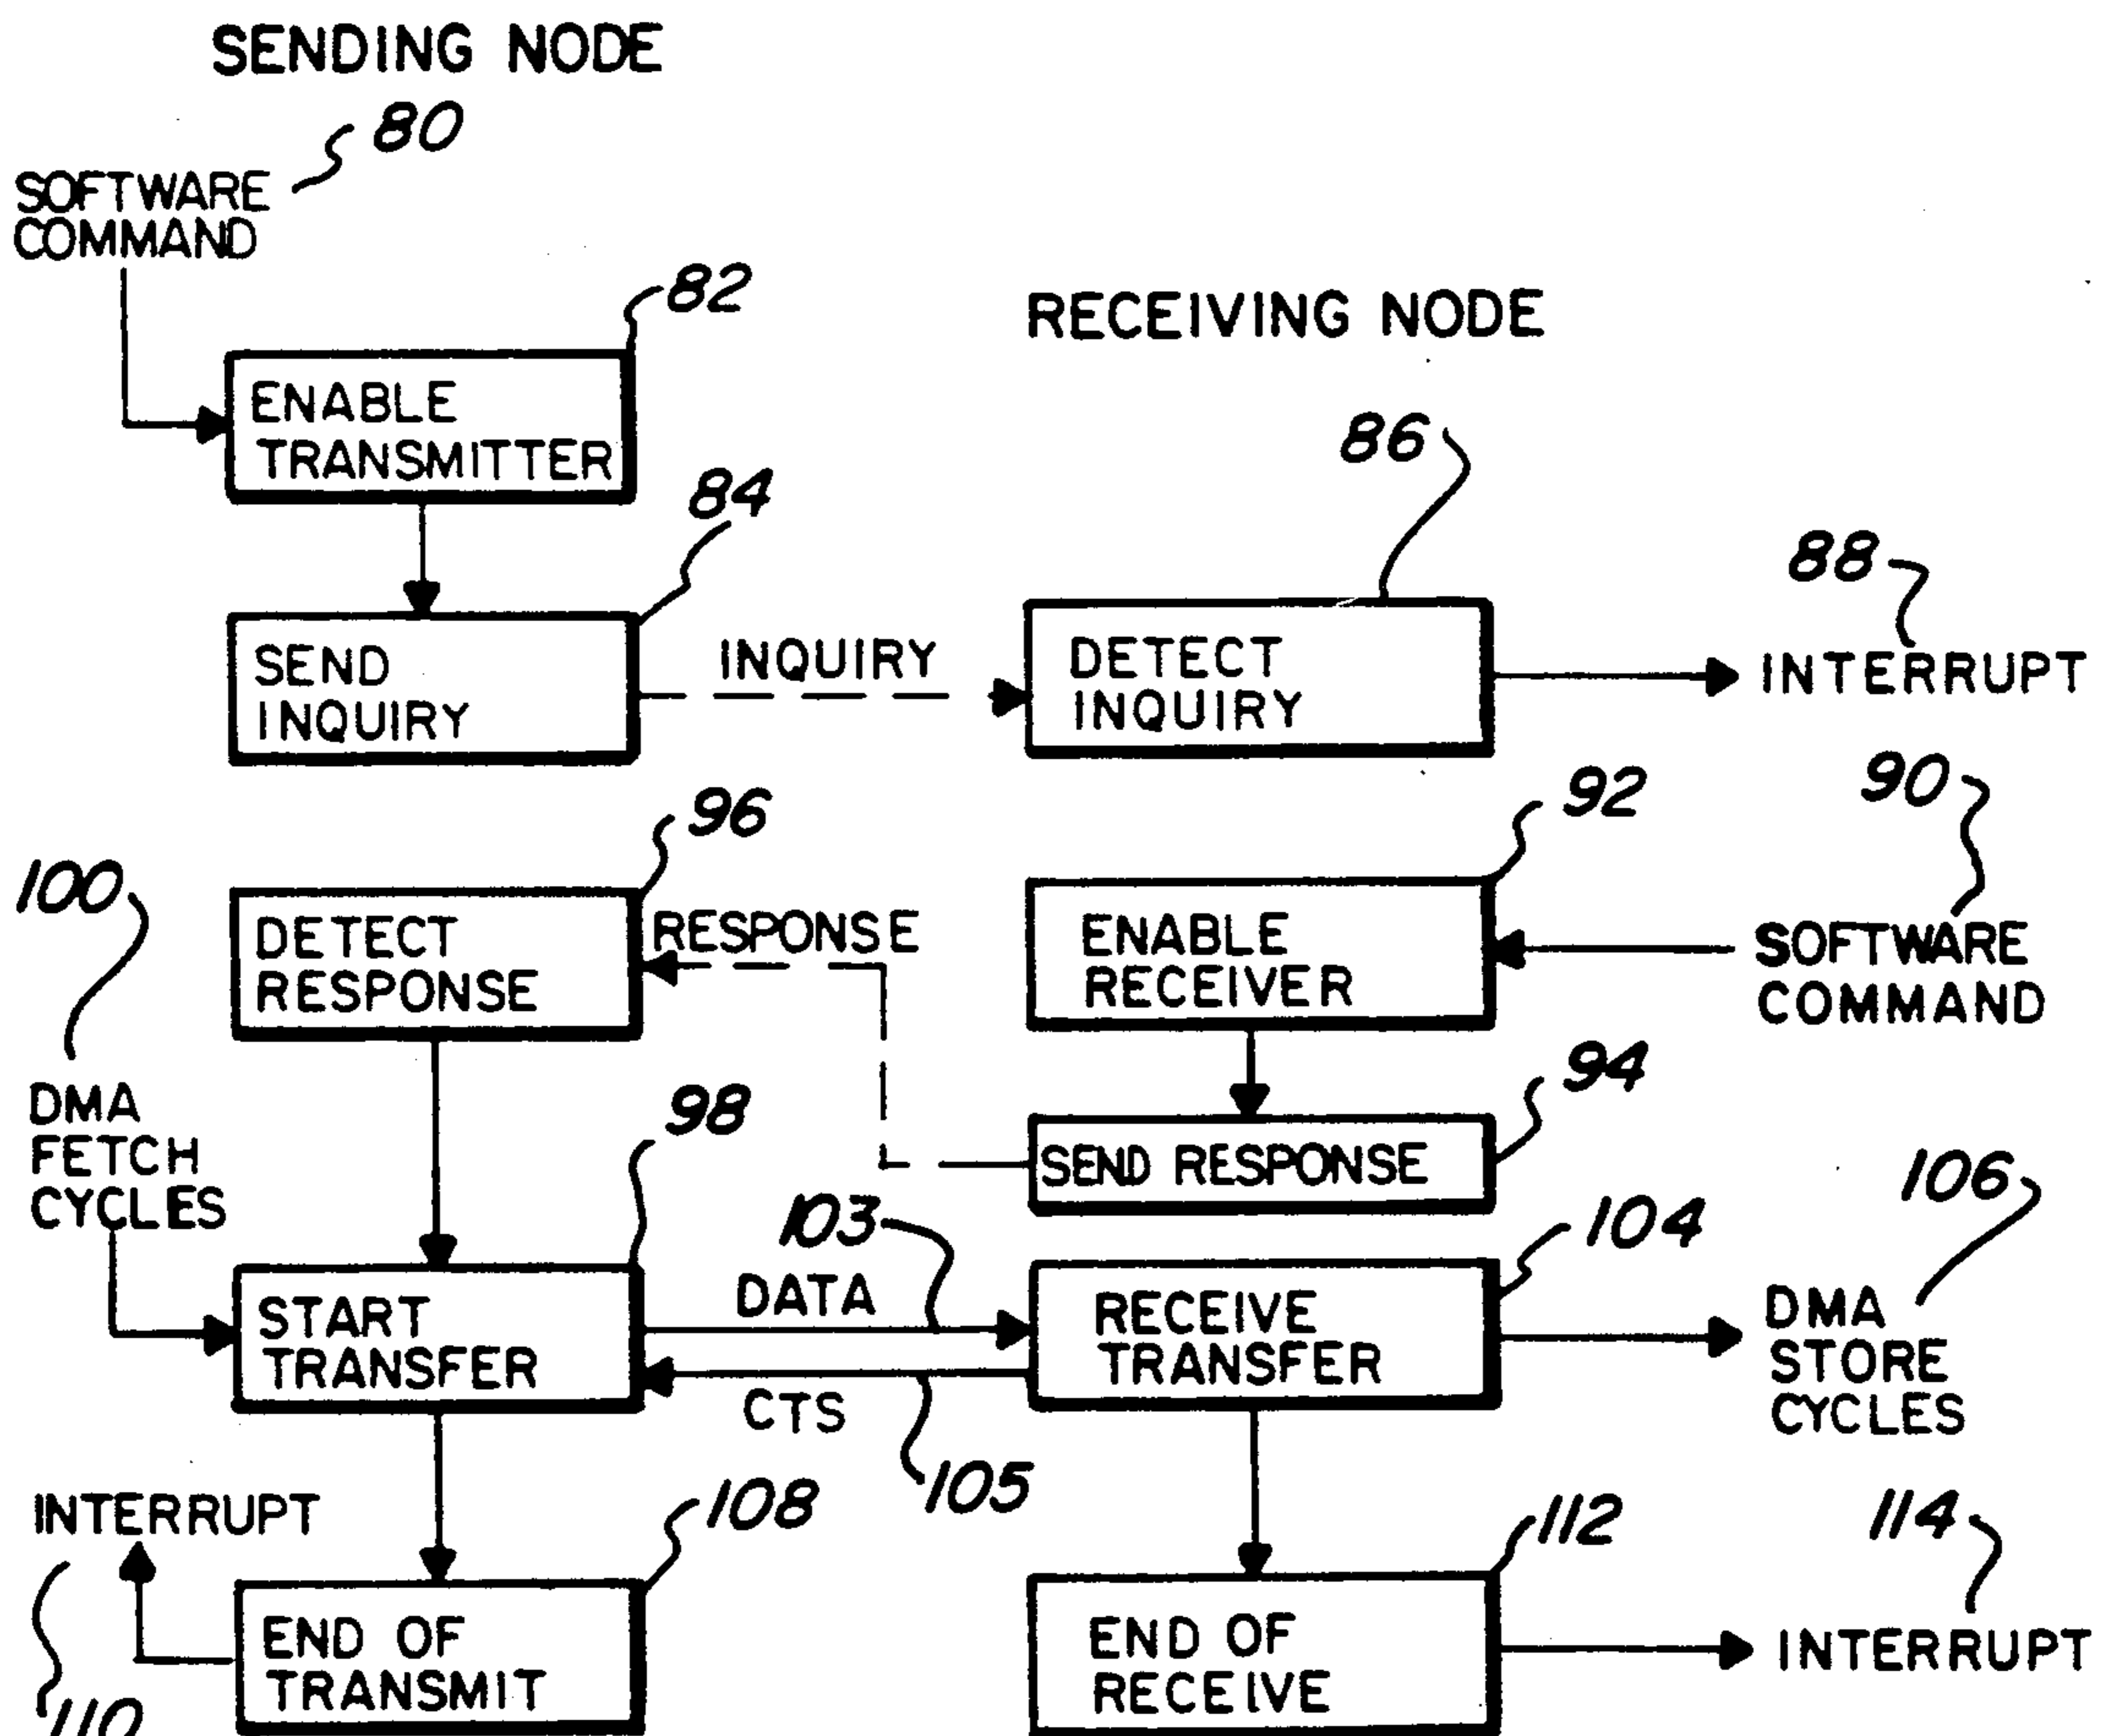 SENDING NODE
80
SOFTWARE
COMMAND
82
RECEIVING NODE
ENABLE
TRANSMITTER
86
84
88
SEND
INQUIRY
INQUIRY
DETECT
INQUIRY
INTERRUPT
90
92
96
100
DETECT
RESPONSE
RESPONSE
ENABLE
RECEIVER
SOFTWARE
COMMAND
94
98
DMA
FETCH
CYCLES
SEND RESPONSE
106
103
104
START
TRANSFER
DATA
CTS
RECEIVE
TRANSFER
DMA
STORE
CYCLES
105
108
INTERRUPT
112
114
END OF
TRANSMIT
END OF
RECEIVE
INTERRUPT
110